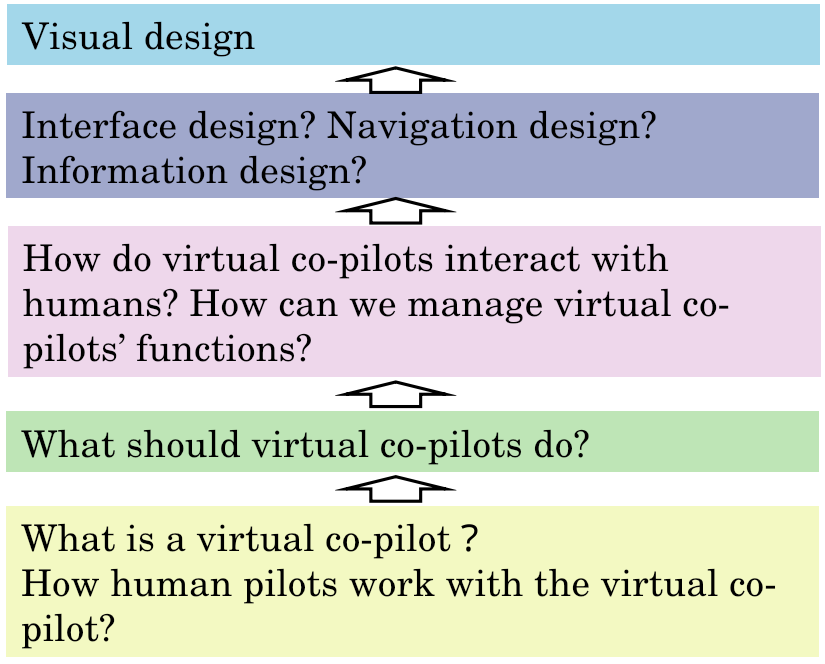 Visual design
Interface design? Navigation design?
Information design?
How do virtual co-pilots interact with
humans? How can we manage virtual co-
pilots’ functions?
What should virtual co-pilots do?
What is a virtual co-pilot？
How human pilots work with the virtual co-
pilot?